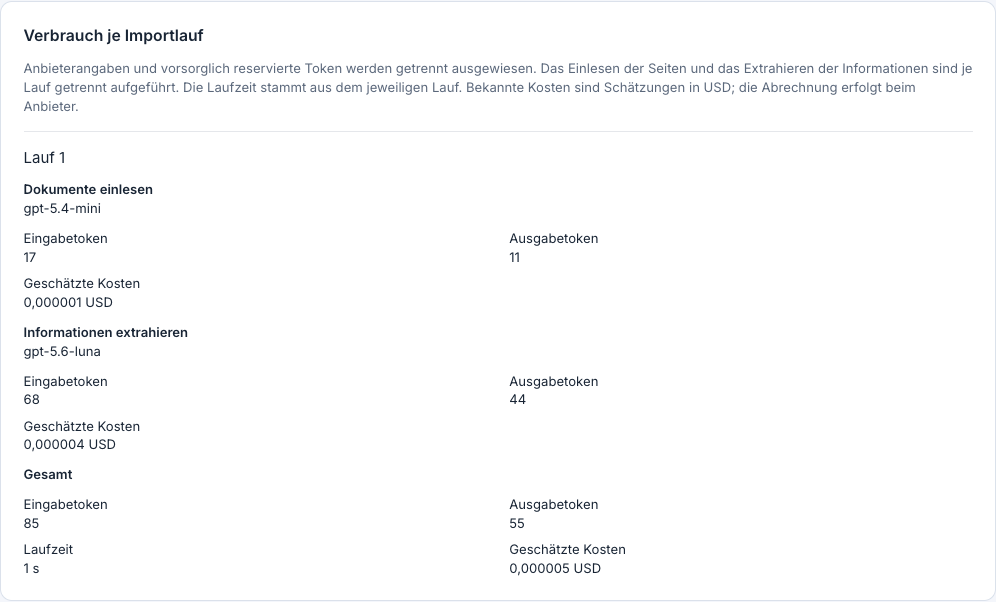 Verbrauch je Importlauf
Anbieterangaben und vorsorglich reservierte Token werden getrennt ausgewiesen. Das Einlesen der Seiten und das Extrahieren der Informationen sind je
Lauf getrennt aufgeführt. Die Laufzeit stammt aus dem jeweiligen Lauf. Bekannte Kosten sind Schätzungen in USD; die Abrechnung erfolgt beim
Anbieter.
Lauf 1
Dokumente einlesen
gpt-5.4-mini
Eingabetoken
17
Ausgabetoken
11
Geschätzte Kosten
0,000001 USD
Informationen extrahieren
gpt-5.6-luna
Eingabetoken
68
Ausgabetoken
44
Geschätzte Kosten
0,000004 USD
Gesamt
Eingabetoken
85
Ausgabetoken
55
Laufzeit
1 s
Geschätzte Kosten
0,000005 USD